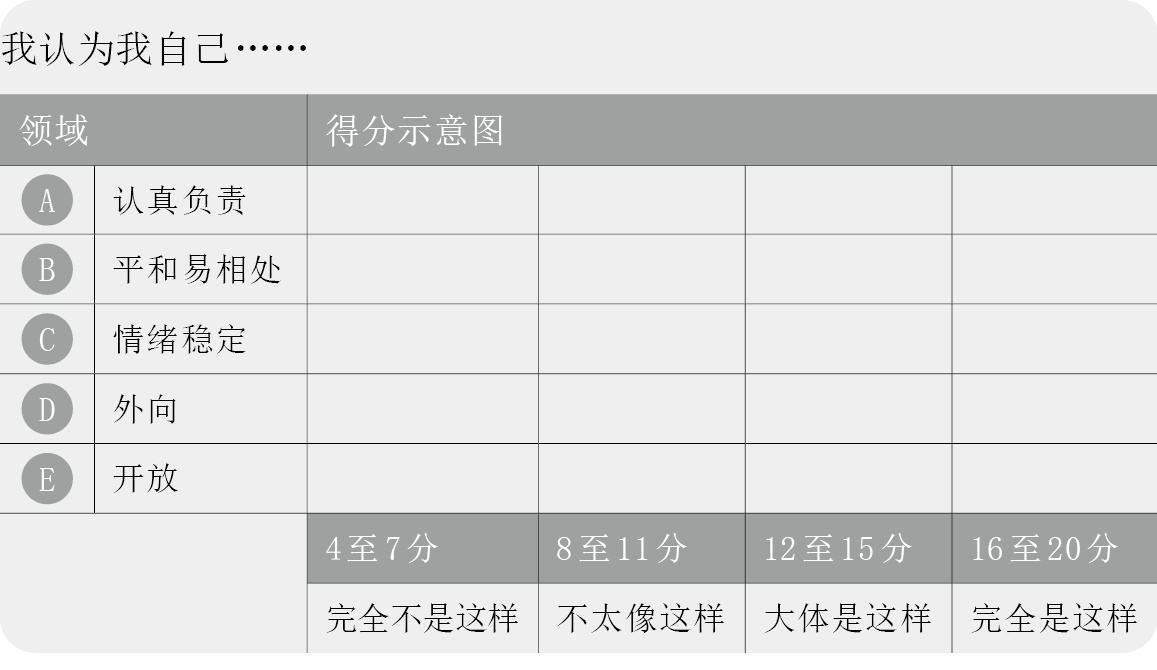 我认为我自己……
领域 得分示意图
A 认真负责
B 平和易相处
C 情绪稳定
D 外向
E 开放
4至7分 8至11分 12至15分 16至20分
完全不是这样 不太像这样 大体是这样 完全是这样